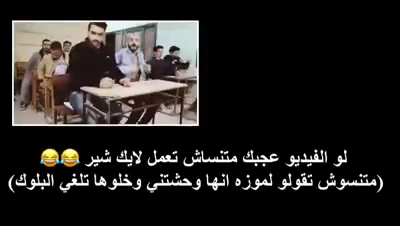 لو الفيديو عجبك متنساش تعمل لايك شير 😂😂
(متنسوش تقولو لموزه انها وحشتني وخلوها تلغي البلوك)